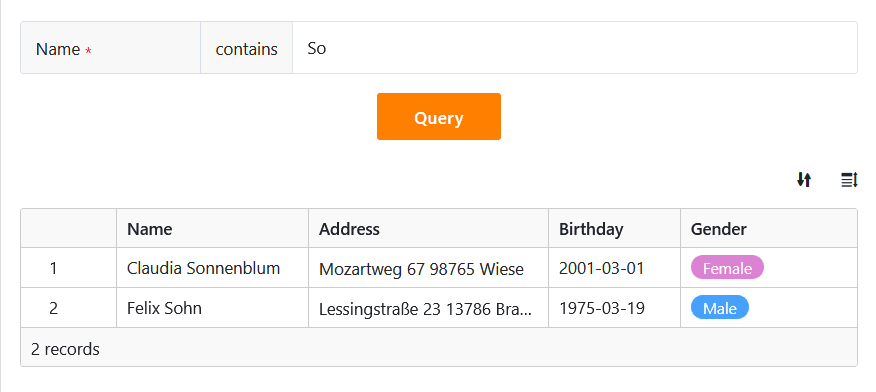 Name * contains So
Query
Name Address Birthday Gender
1 Claudia Sonnenblum Mozartweg 67 98765 Wiese 2001-03-01 Female
2 Felix Sohn Lessingstraße 23 13786 Bra... 1975-03-19 Male
2 records